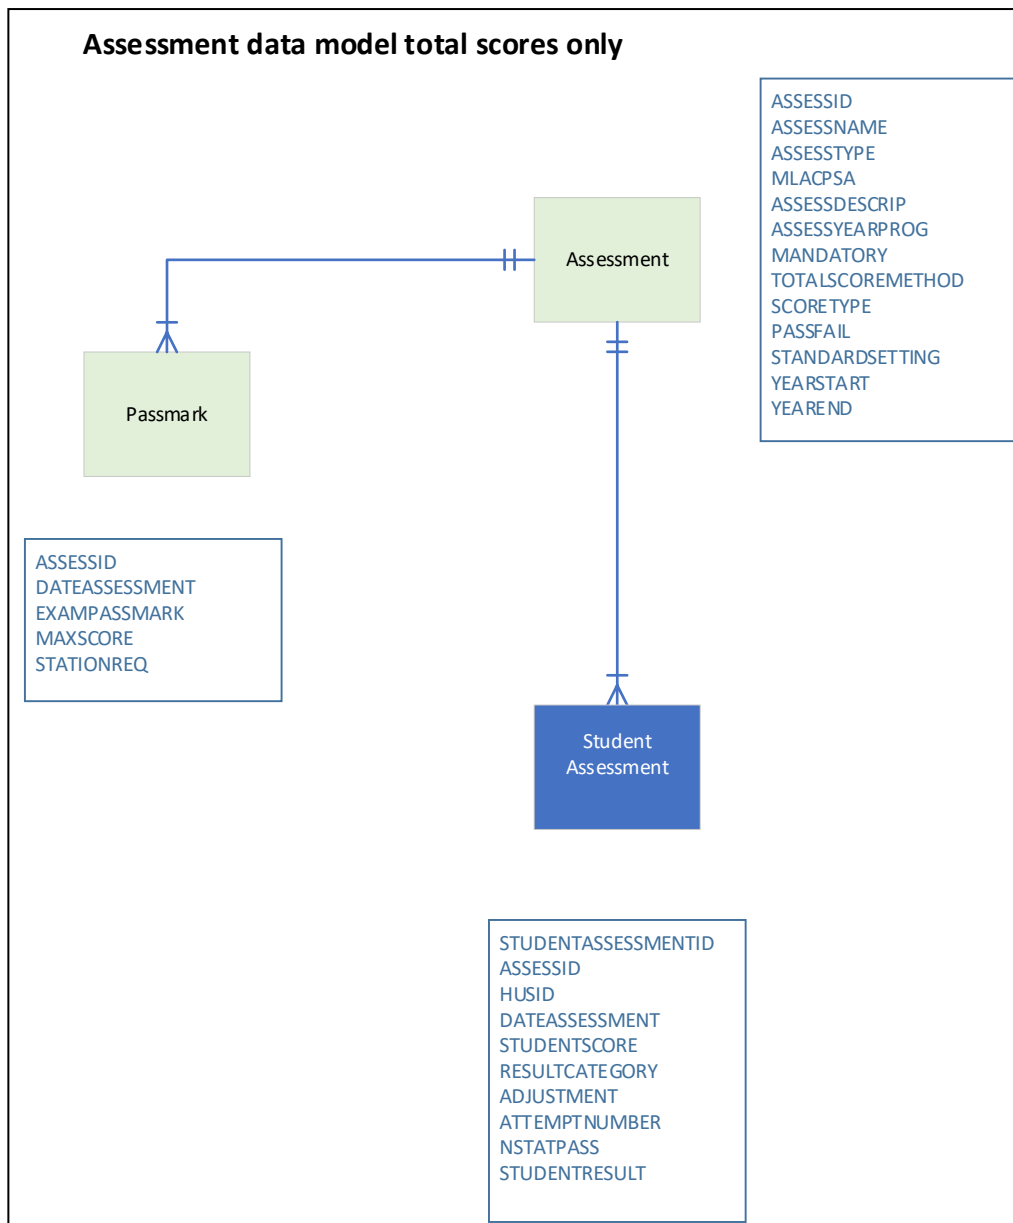 Assessment data model total scores only
ASSESSID
ASSESSNAME
ASSESSTYPE
MLACPSA
ASSESSDESCRIP
ASSESSYEARPROG
MANDATORY
TOTALSCOREMETHOD
SCORETYPE
PASSFAIL
STANDARDSETTING
YEARSTART
YEAREND
Assessment
Passmark
ASSESSID
DATEASSESSMENT
EXAMPASSMARK
MAXSCORE
STATIONREQ
Student
Assessment
STUDENTASSESSMENTID
ASSESSID
HUSID
DATEASSESSMENT
STUDENTSCORE
RESULTCATEGORY
ADJUSTMENT
ATTEMPTNUMBER
NSTATPASS
STUDENTRESULT